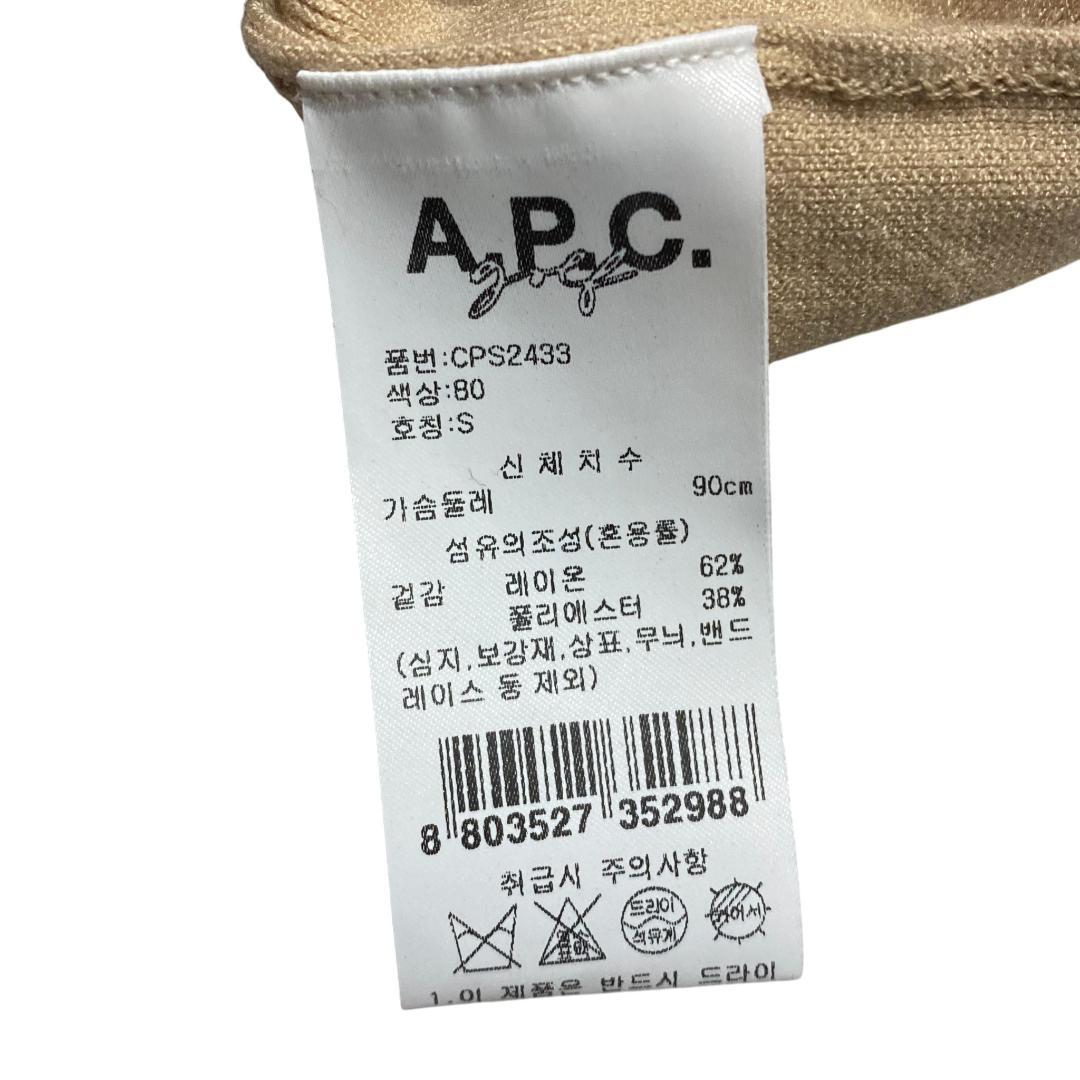 A.P.C.
golf
품번:CPS2433
색상:80
호칭:S
신체치수
가슴둘레 90cm
섬유의조성(혼용률)
겉감 레이온 62%
폴리에스터 38%
(심지,보강재,상표,무늬,밴드
레이스 등 제외)
8 803527 352988
취급시 주의사항
드라이
석유계
뉘어서
1.이 제품은 반드시 드라이